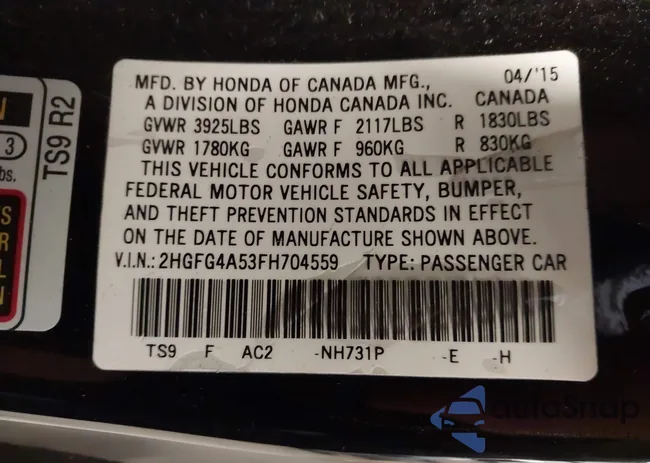 MFD. BY HONDA OF CANADA MFG., 04/'15
A DIVISION OF HONDA CANADA INC. CANADA
GVWR 3925LBS GAWR F 2117LBS R 1830LBS
GVWR 1780KG GAWR F 960KG R 830KG
THIS VEHICLE CONFORMS TO ALL APPLICABLE
FEDERAL MOTOR VEHICLE SAFETY, BUMPER,
AND THEFT PREVENTION STANDARDS IN EFFECT
ON THE DATE OF MANUFACTURE SHOWN ABOVE.
V.I.N.: 2HGFG4A53FH704559 TYPE: PASSENGER CAR
TS9 F AC2 -NH731P -E -H
TS9 R2
N
3
bs.
S
R
L
N
autoSnap